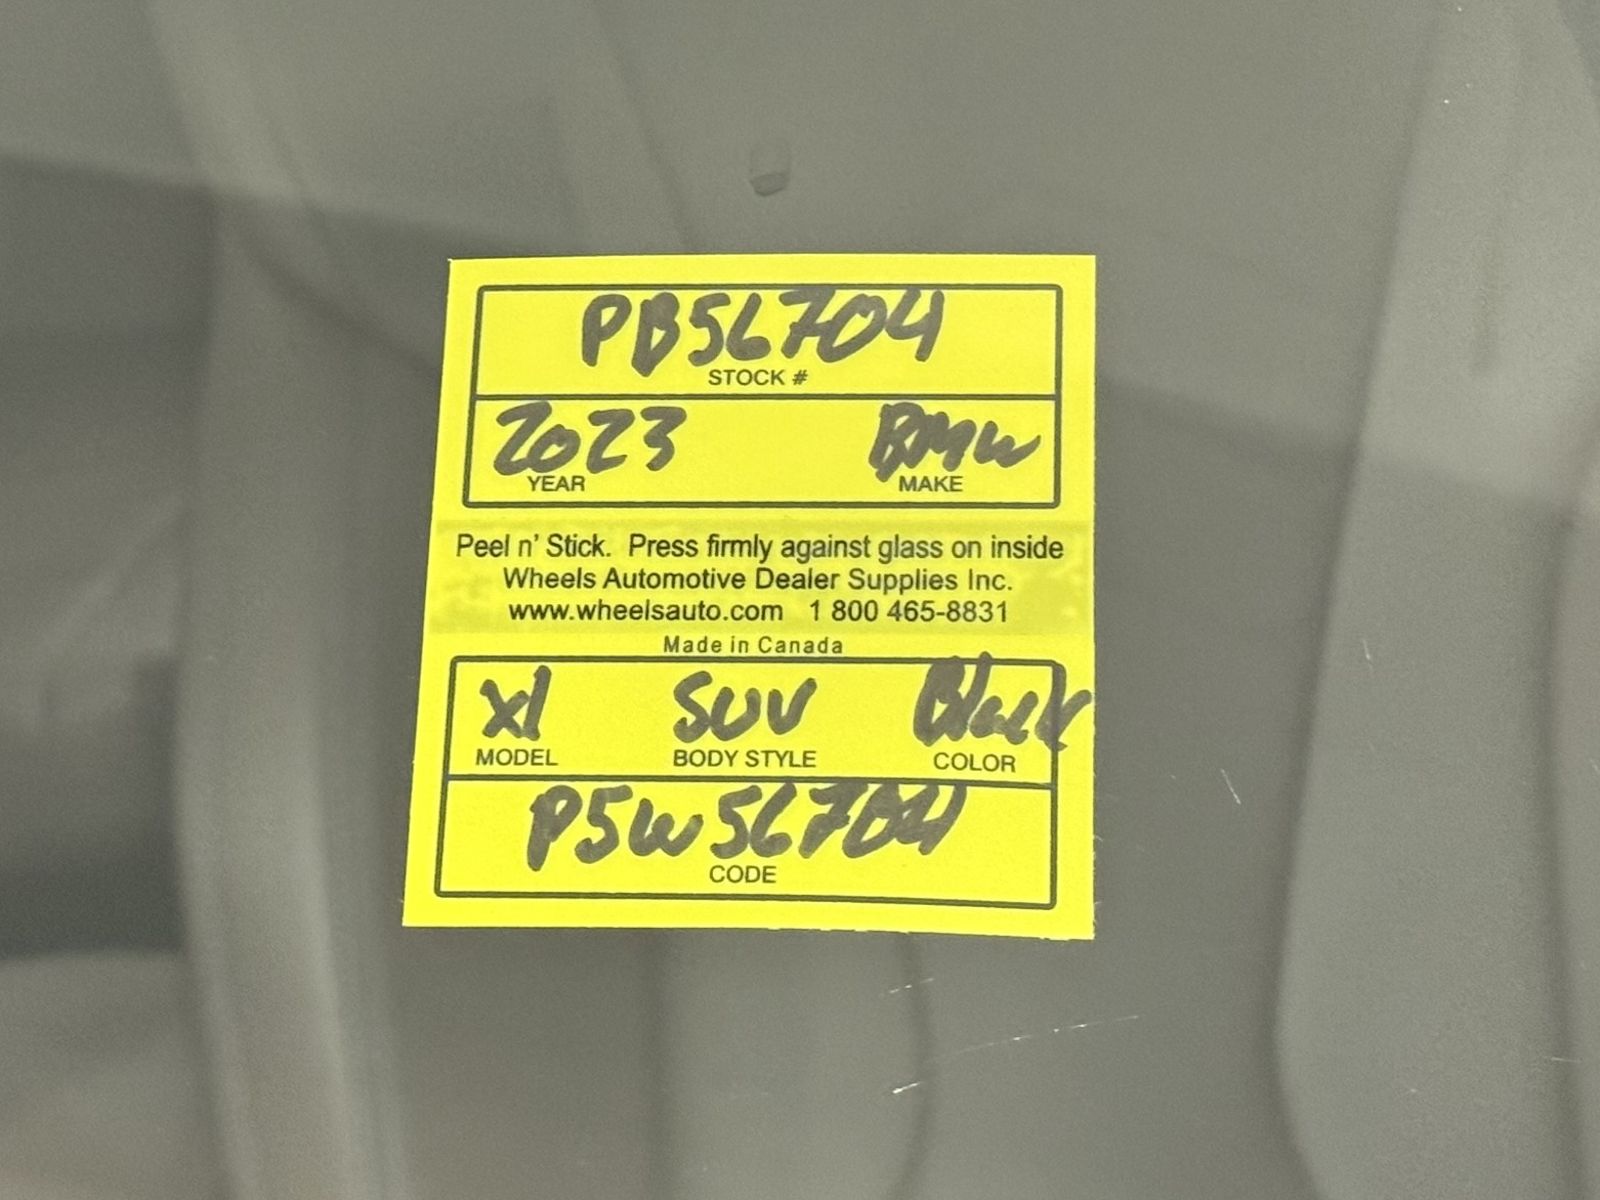 PB56704
STOCK #
2023 BMW
YEAR MAKE
Peel n' Stick. Press firmly against glass on inside
Wheels Automotive Dealer Supplies Inc.
www.wheelsauto.com 1 800 465-8831
Made in Canada
X1 SUV Black
MODEL BODY STYLE COLOR
P5W56704
CODE